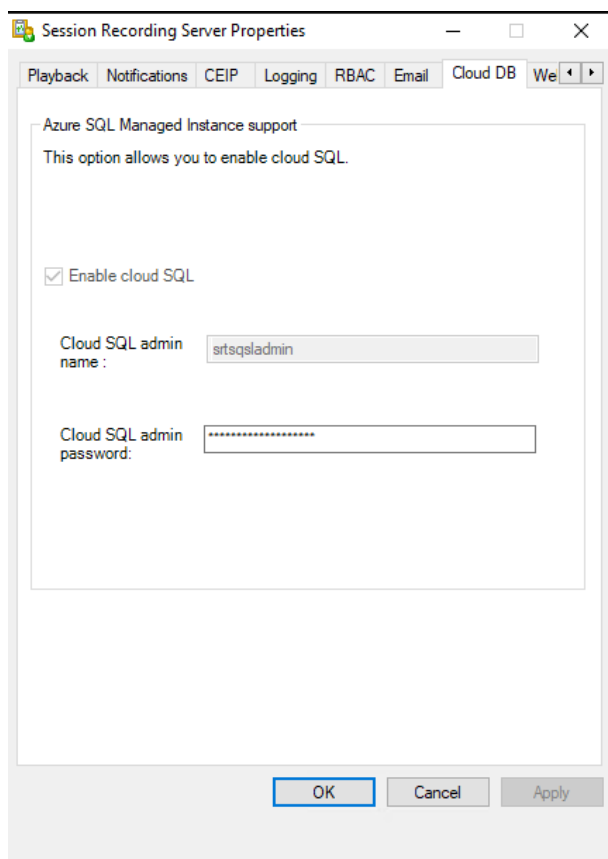 Session Recording Server Properties
Playback Notifications CEIP Logging RBAC Email Cloud DB We
Azure SQL Managed Instance support
This option allows you to enable cloud SQL.
Enable cloud SQL
Cloud SQL admin name :
srtsqsladmin
Cloud SQL admin password:
*******************
OK Cancel Apply